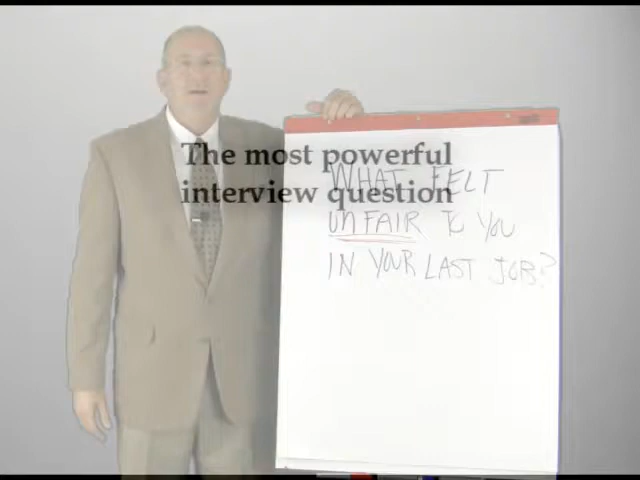 The most powerful
interview question
WHAT FELT
UNFAIR TO YOU
IN YOUR LAST JOB?